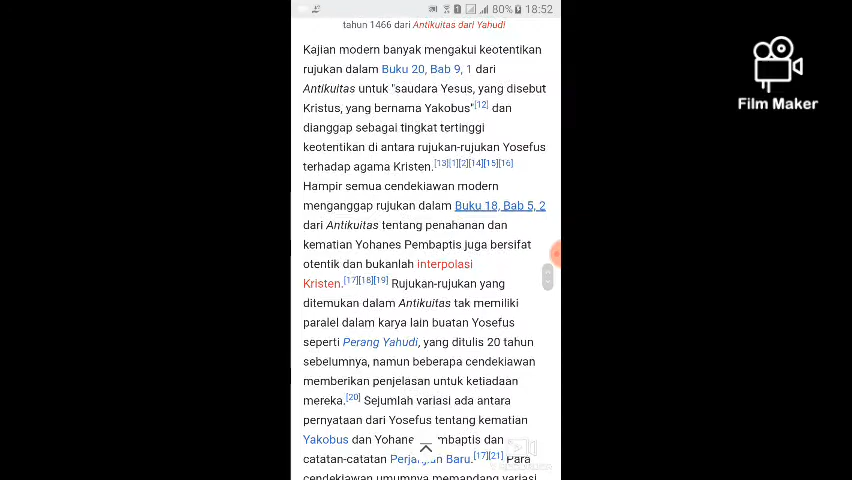 80% 18:52
tahun 1466 dari Antikuitas dari Yahudi
Kajian modern banyak mengakui keotentikan
rujukan dalam Buku 20, Bab 9, 1 dari
Antikuitas untuk "saudara Yesus, yang disebut
Kristus, yang bernama Yakobus"[12] dan
dianggap sebagai tingkat tertinggi
keotentikan di antara rujukan-rujukan Yosefus
terhadap agama Kristen.[13][1][2][14][15][16]
Hampir semua cendekiawan modern
menganggap rujukan dalam Buku 18, Bab 5, 2
dari Antikuitas tentang penahanan dan
kematian Yohanes Pembaptis juga bersifat
otentik dan bukanlah interpolasi
Kristen.[17][18][19] Rujukan-rujukan yang
ditemukan dalam Antikuitas tak memiliki
paralel dalam karya lain buatan Yosefus
seperti Perang Yahudi, yang ditulis 20 tahun
sebelumnya, namun beberapa cendekiawan
memberikan penjelasan untuk ketiadaan
mereka.[20] Sejumlah variasi ada antara
pernyataan dari Yosefus tentang kematian
Yakobus dan Yohane mbaptis dan
catatan-catatan Perjanjian Baru.[17][21] Para
cendekiawan umumnya memandang variasi
Film Maker